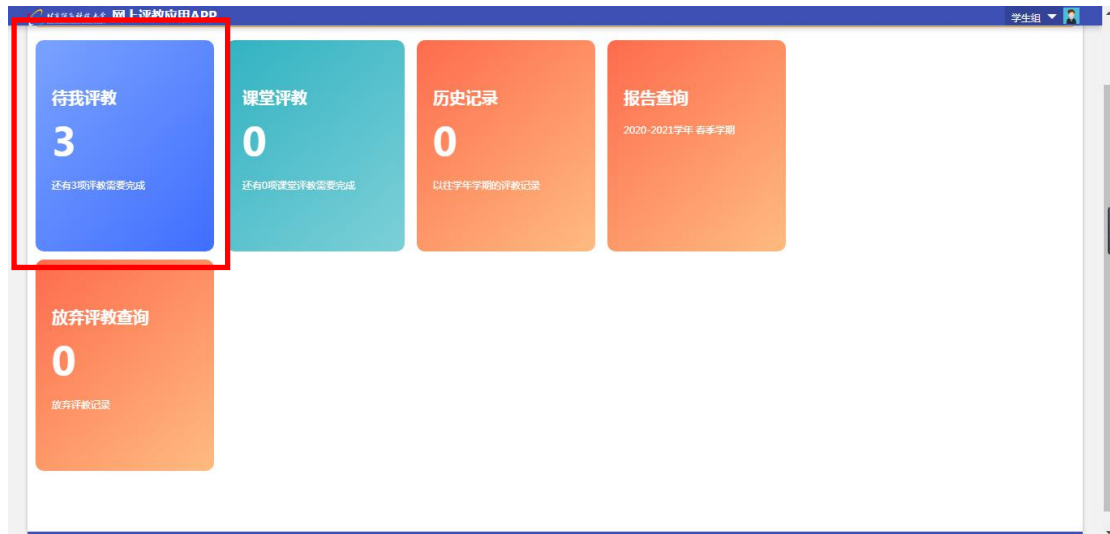 网上评教应用APP
学生组
待我评教
3
还有3项评教需要完成
课堂评教
0
还有0项课堂评教需要完成
历史记录
0
以往学年学期的评教记录
报告查询
2020-2021学年 春季学期
放弃评教查询
0
放弃评教记录